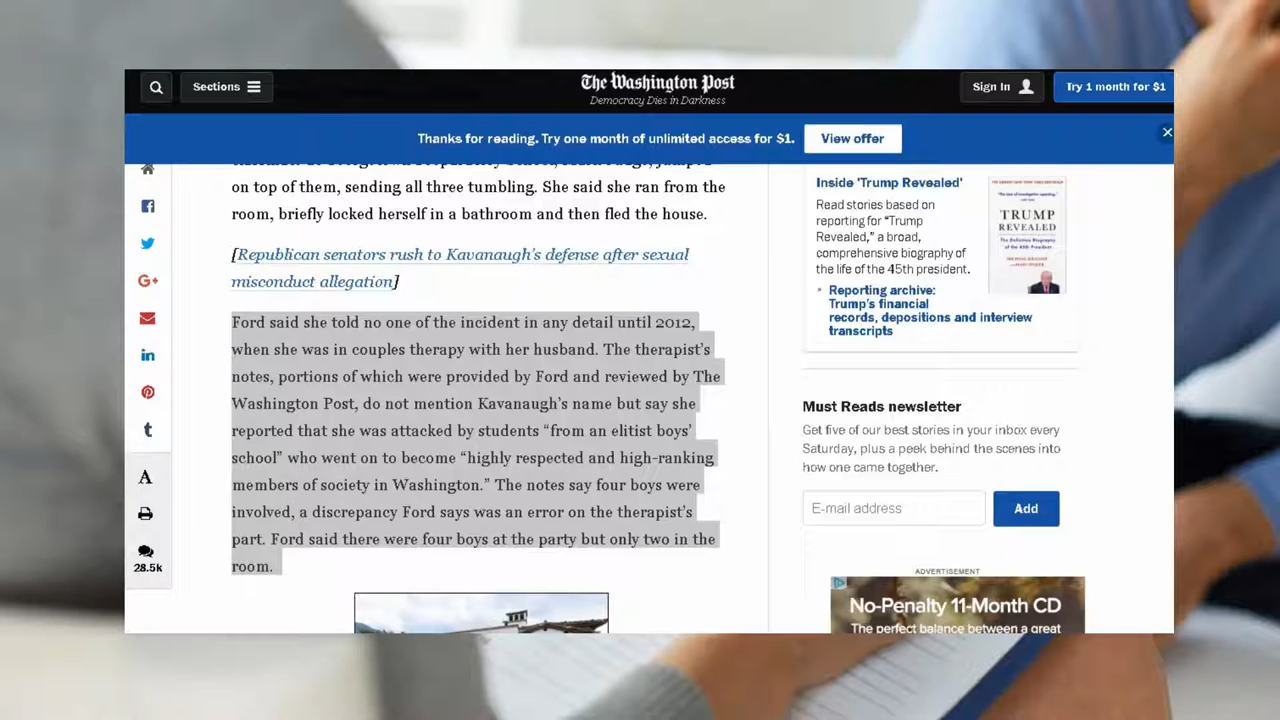 Sections
The Washington Post
Democracy Dies in Darkness
Sign In
Try 1 month for $1
Thanks for reading. Try one month of unlimited access for $1.
View offer
on top of them, sending all three tumbling. She said she ran from the
room, briefly locked herself in a bathroom and then fled the house.
[Republican senators rush to Kavanaugh's defense after sexual
misconduct allegation]
Ford said she told no one of the incident in any detail until 2012,
when she was in couples therapy with her husband. The therapist's
notes, portions of which were provided by Ford and reviewed by The
Washington Post, do not mention Kavanaugh's name but say she
reported that she was attacked by students “from an elitist boys'
school” who went on to become “highly respected and high-ranking
members of society in Washington.” The notes say four boys were
involved, a discrepancy Ford says was an error on the therapist's
part. Ford said there were four boys at the party but only two in the
room.
28.5k
Inside 'Trump Revealed'
Read stories based on
reporting for “Trump
Revealed,” a broad,
comprehensive biography of
the life of the 45th president.
Reporting archive:
Trump's financial
records, depositions and interview
transcripts
TRUMP
REVEALED
Must Reads newsletter
Get five of our best stories in your inbox every
Saturday, plus a peek behind the scenes into
how one came together.
E-mail address
Add
ADVERTISEMENT
No-Penalty 11-Month CD
The perfect balance between a great